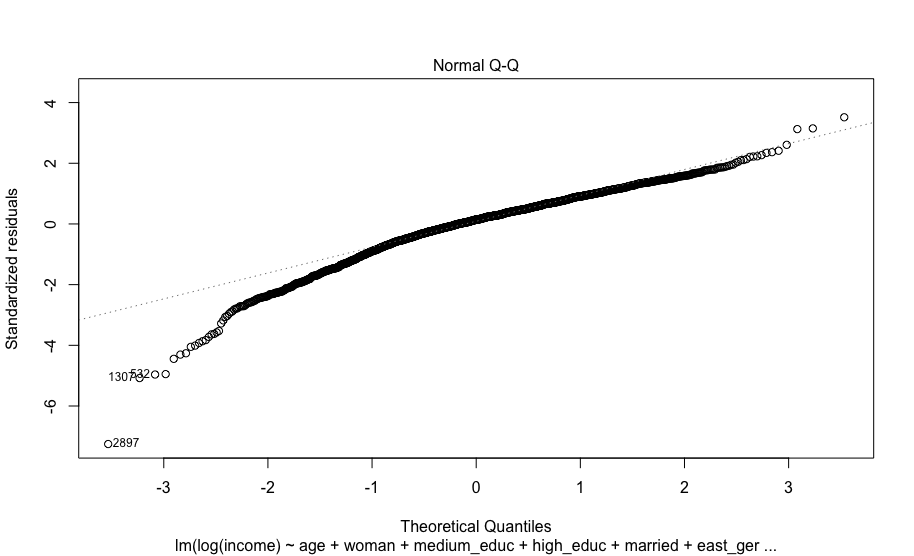 Normal Q-Q
4
2
0
-2
-4
-6
Standardized residuals
1307 532
2897
-3 -2 -1 0 1 2 3
Theoretical Quantiles
lm(log(income) ~ age + woman + medium_educ + high_educ + married + east_ger ...